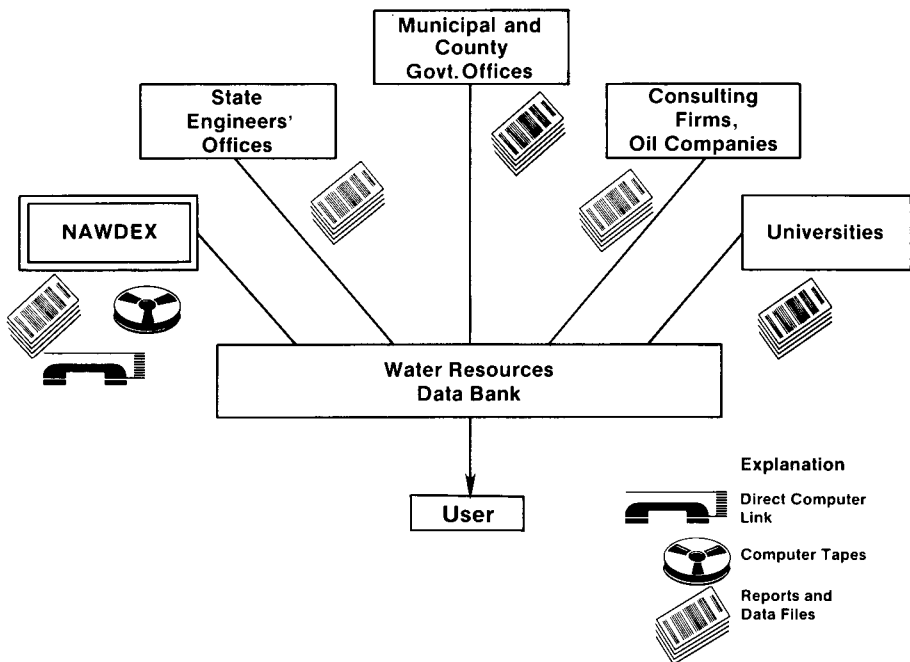 Municipal and
County
Govt. Offices
State
Engineers'
Offices
Consulting
Firms,
Oil Companies
NAWDEX
Universities
Water Resources
Data Bank
User
Explanation
Direct Computer
Link
Computer Tapes
Reports and
Data Files